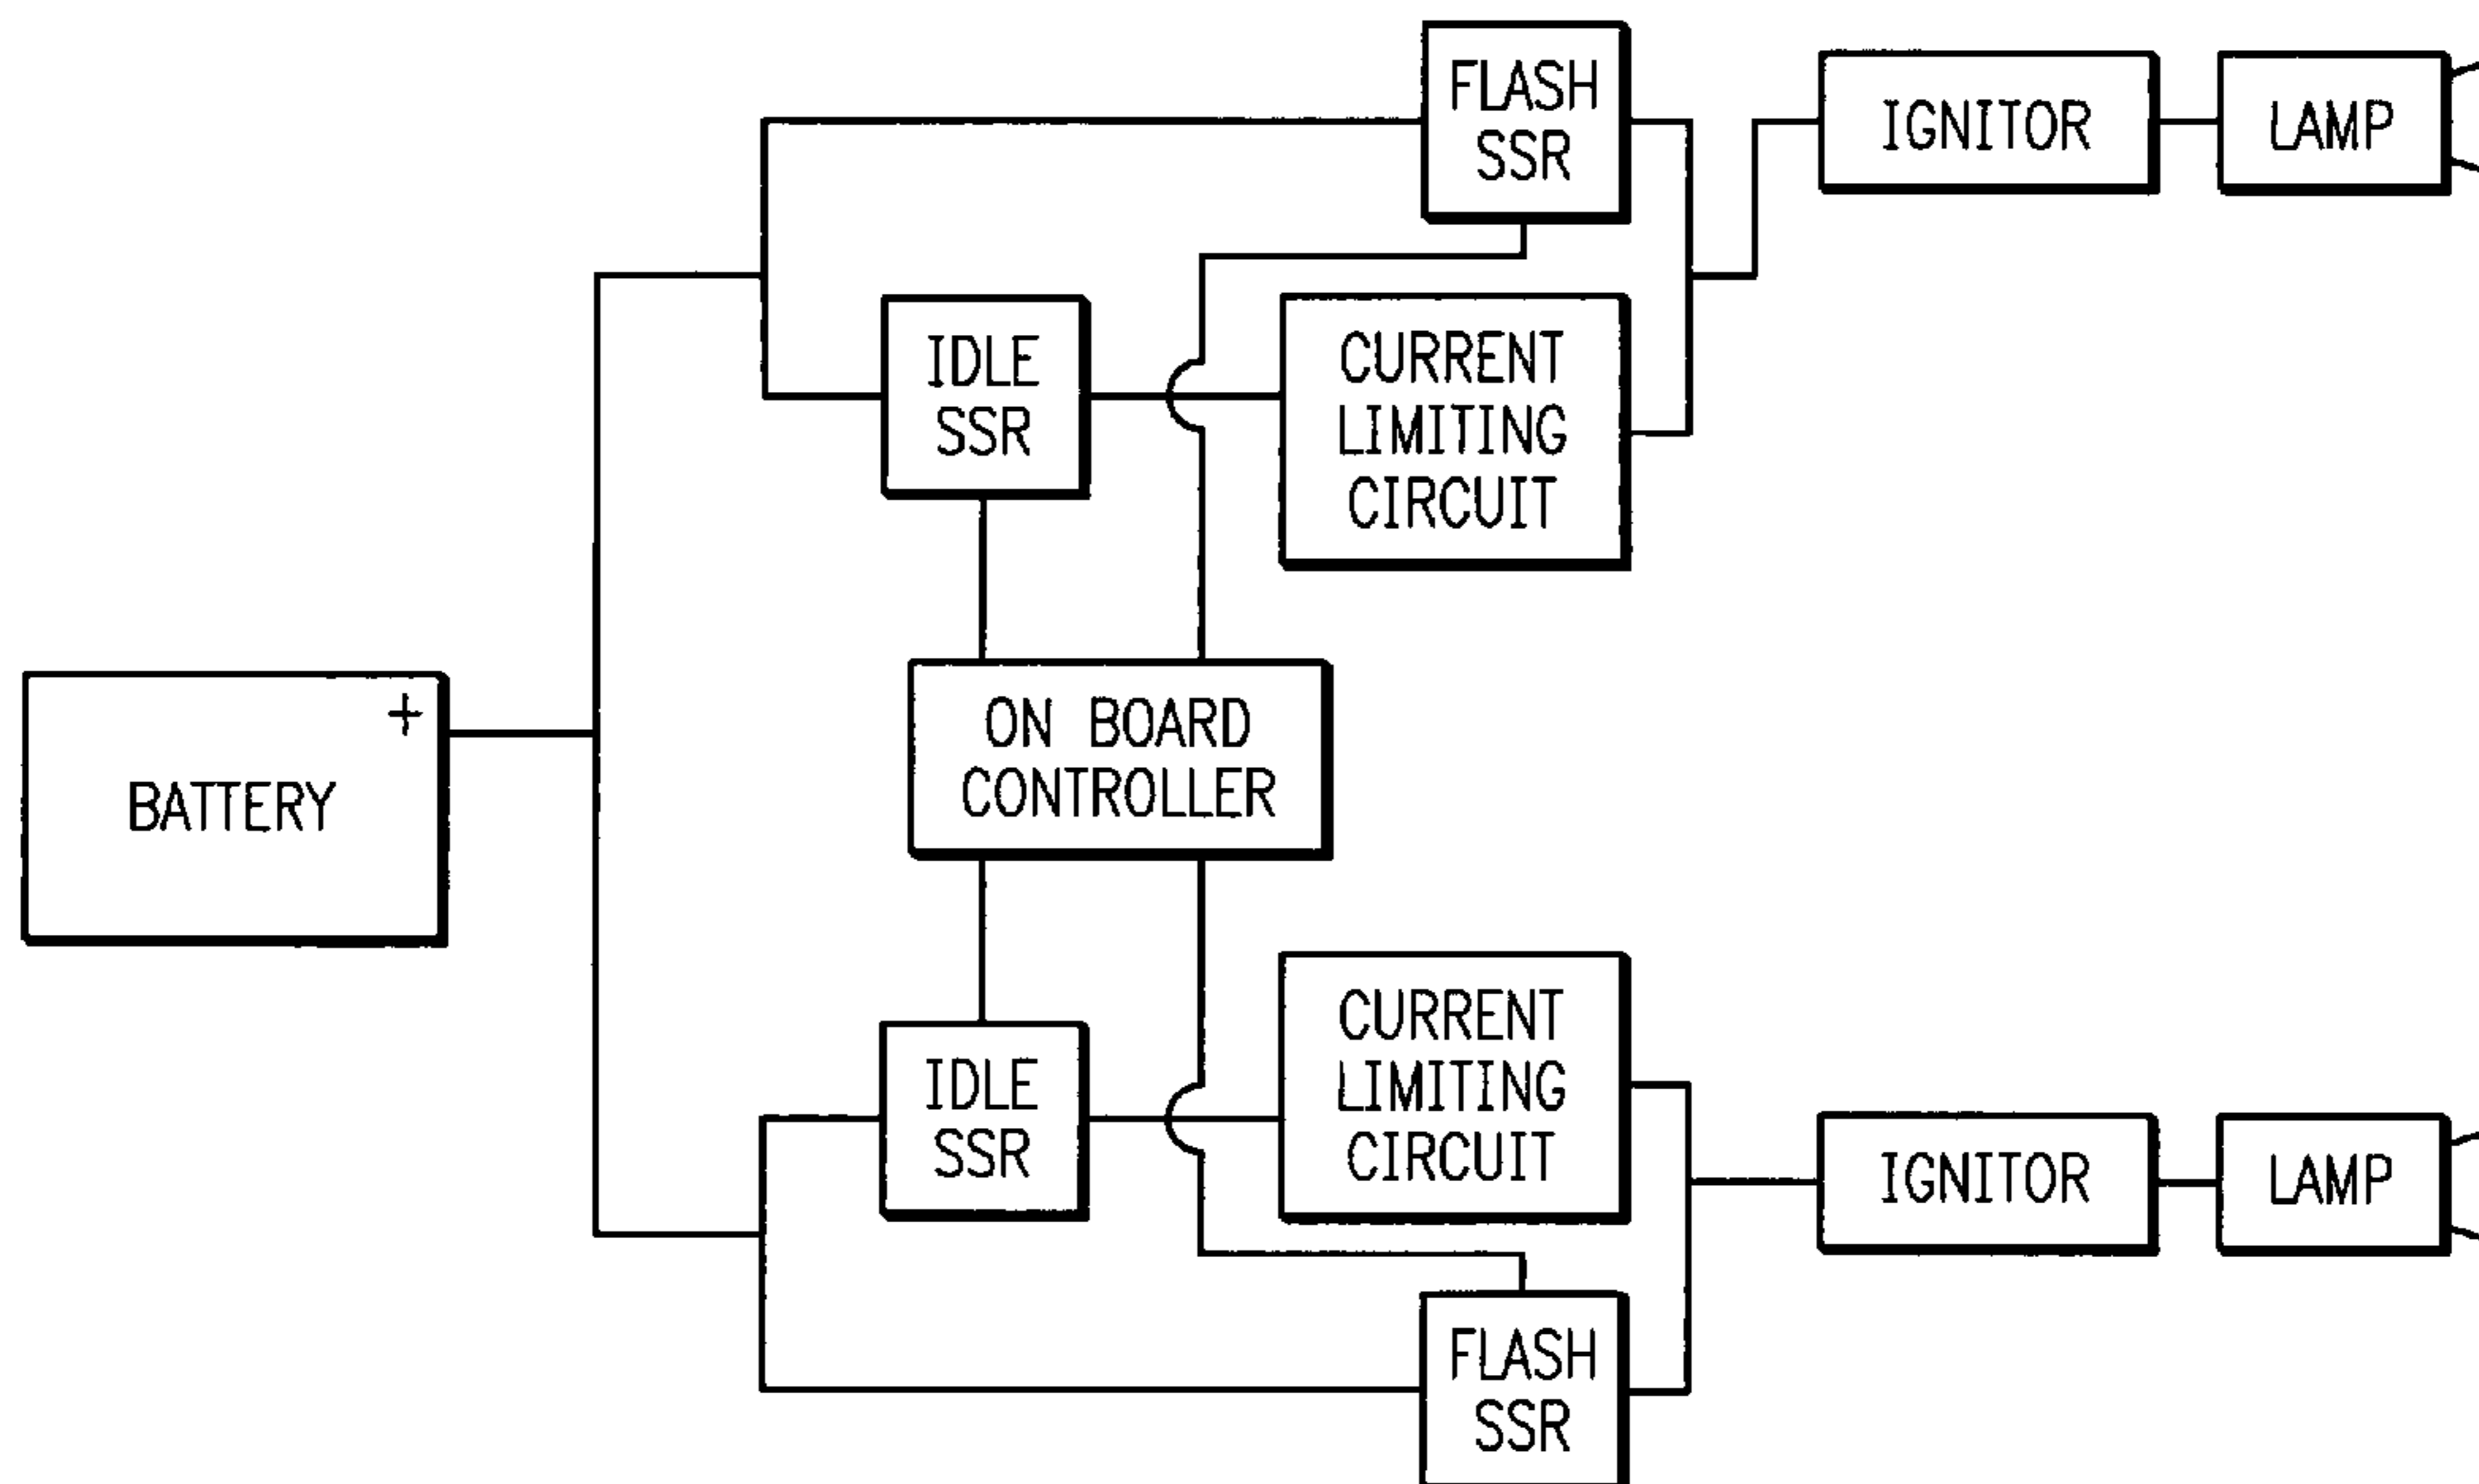 FLASH
SSR
IGNITOR
LAMP
IDLE
SSR
CURRENT
LIMITING
CIRCUIT
+
BATTERY
ON BOARD
CONTROLLER
IDLE
SSR
CURRENT
LIMITING
CIRCUIT
IGNITOR
LAMP
FLASH
SSR